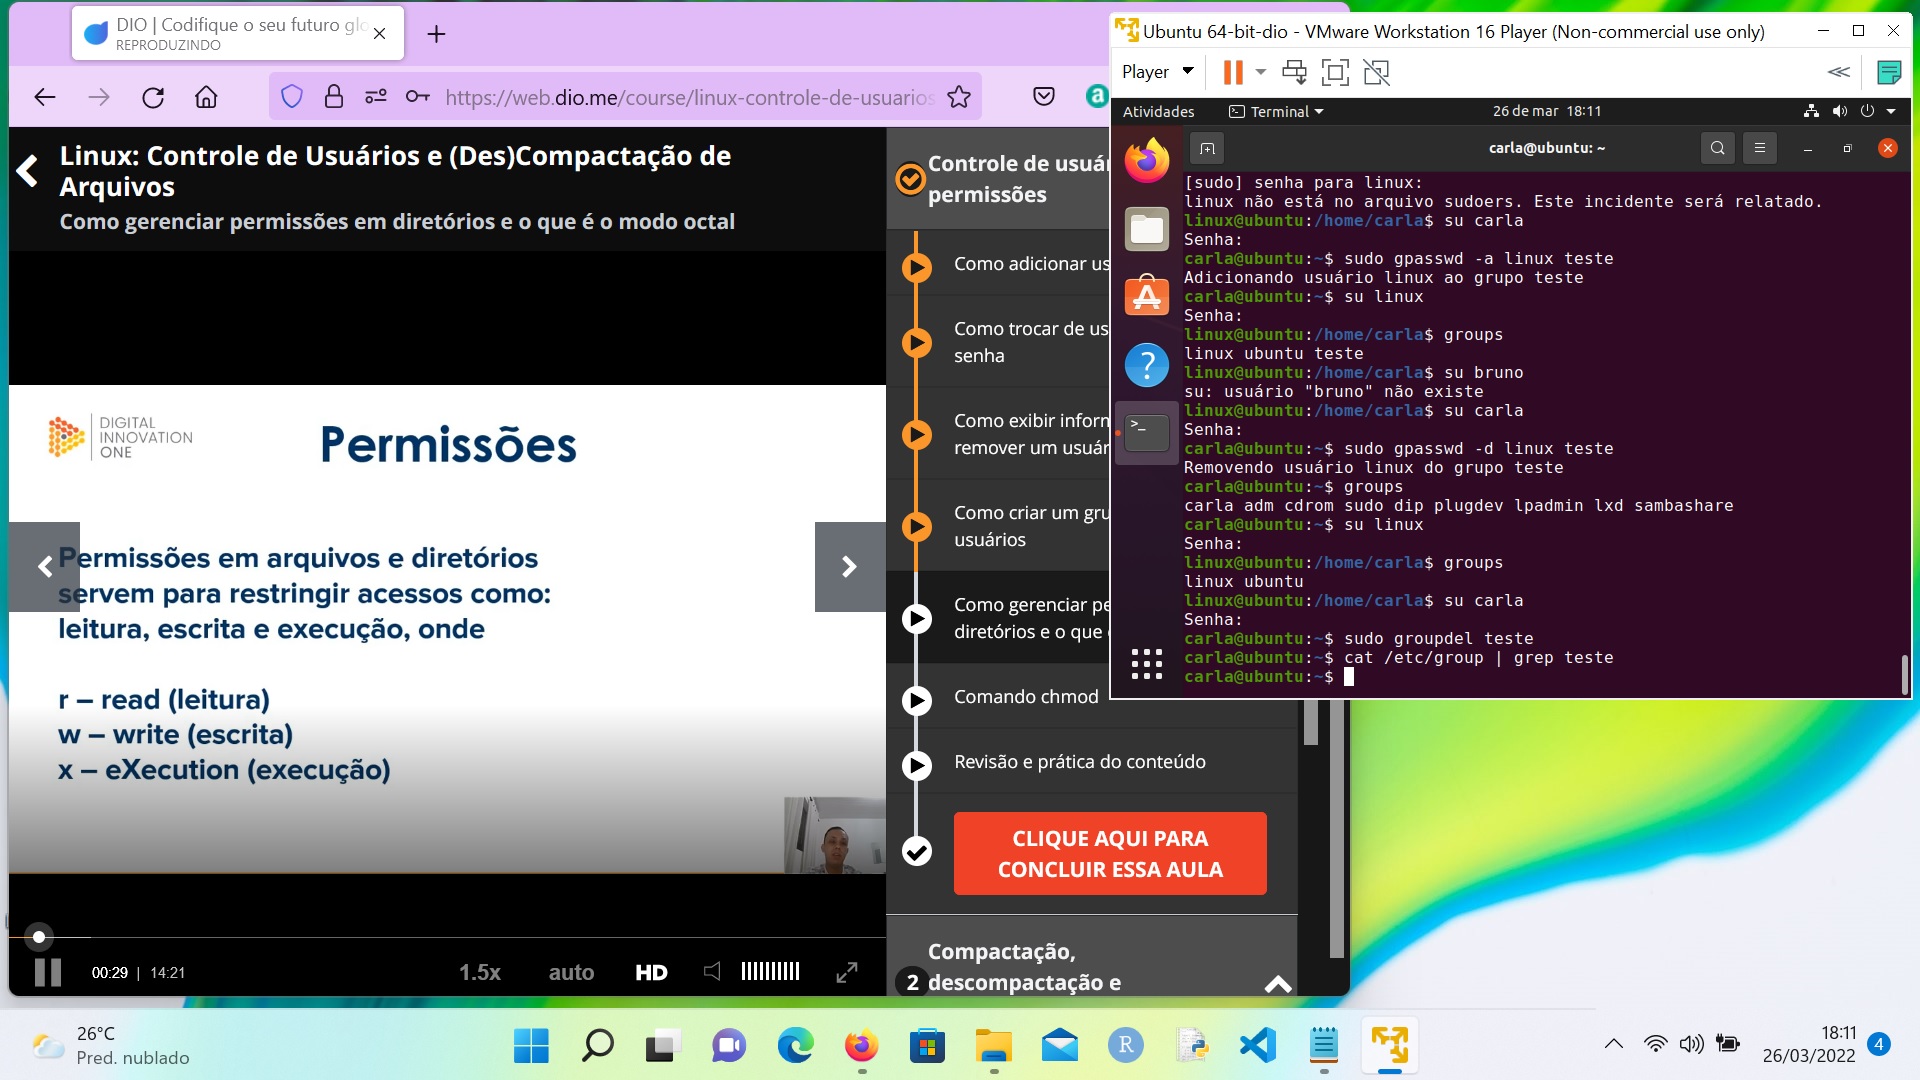 DIO | Codifique o seu futuro glo
REPRODUZINDO
https://web.dio.me/course/linux-controle-de-usuarios
Linux: Controle de Usuários e (Des)Compactação de
Arquivos
Como gerenciar permissões em diretórios e o que é o modo octal
DIGITAL
INNOVATION
ONE
Permissões
Permissões em arquivos e diretórios
servem para restringir acessos como:
leitura, escrita e execução, onde
r – read (leitura)
w – write (escrita)
x – eXecution (execução)
00:29 | 14:21
1.5x
auto
HD
Controle de usuár
permissões
Como adicionar us
Como trocar de us
senha
Como exibir inforn
remover um usuár
Como criar um gru
usuários
Como gerenciar pe
diretórios e o que
Comando chmod
Revisão e prática do conteúdo
CLIQUE AQUI PARA
CONCLUIR ESSA AULA
Compactação,
2 descompactação e
Ubuntu 64-bit-dio - VMware Workstation 16 Player (Non-commercial use only)
Player
Atividades
Terminal
26 de mar 18:11
carla@ubuntu: ~
[sudo] senha para linux:
linux não está no arquivo sudoers. Este incidente será relatado.
linux@ubuntu:/home/carla$ su carla
Senha:
carla@ubuntu:~$ sudo gpasswd -a linux teste
Adicionando usuário linux ao grupo teste
carla@ubuntu:~$ su linux
Senha:
linux@ubuntu:/home/carla$ groups
linux ubuntu teste
linux@ubuntu:/home/carla$ su bruno
su: usuário "bruno" não existe
linux@ubuntu:/home/carla$ su carla
Senha:
carla@ubuntu:~$ sudo gpasswd -d linux teste
Removendo usuário linux do grupo teste
carla@ubuntu:~$ groups
carla adm cdrom sudo dip plugdev lpadmin lxd sambashare
carla@ubuntu:~$ su linux
Senha:
linux@ubuntu:/home/carla$ groups
linux ubuntu
linux@ubuntu:/home/carla$ su carla
Senha:
carla@ubuntu:~$ sudo groupdel teste
carla@ubuntu:~$ cat /etc/group | grep teste
carla@ubuntu:~$
26°C
Pred. nublado
18:11
26/03/2022
4